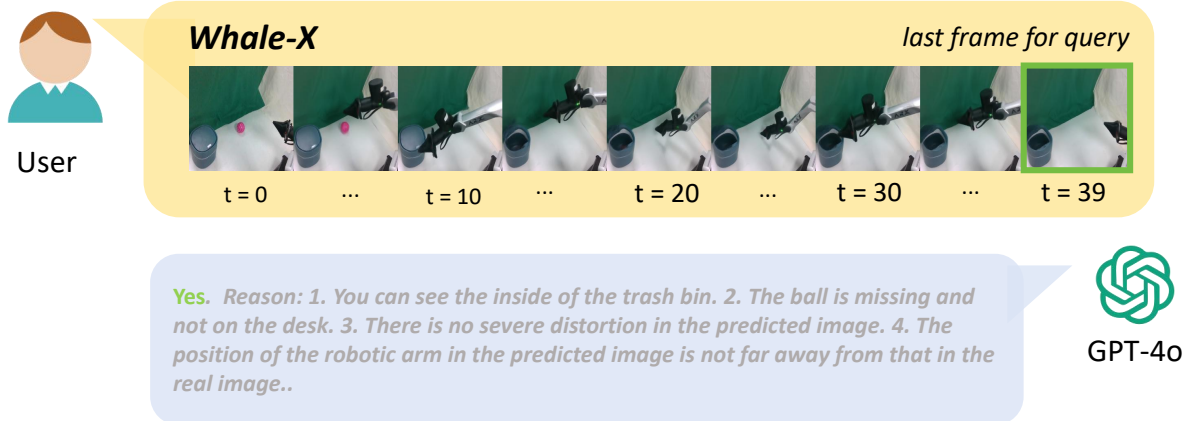 Whale-X
last frame for query
t = 0 ... t = 10 ... t = 20 ... t = 30 ... t = 39
User
Yes. Reason: 1. You can see the inside of the trash bin. 2. The ball is missing and
not on the desk. 3. There is no severe distortion in the predicted image. 4. The
position of the robotic arm in the predicted image is not far away from that in the
real image..
GPT-4o